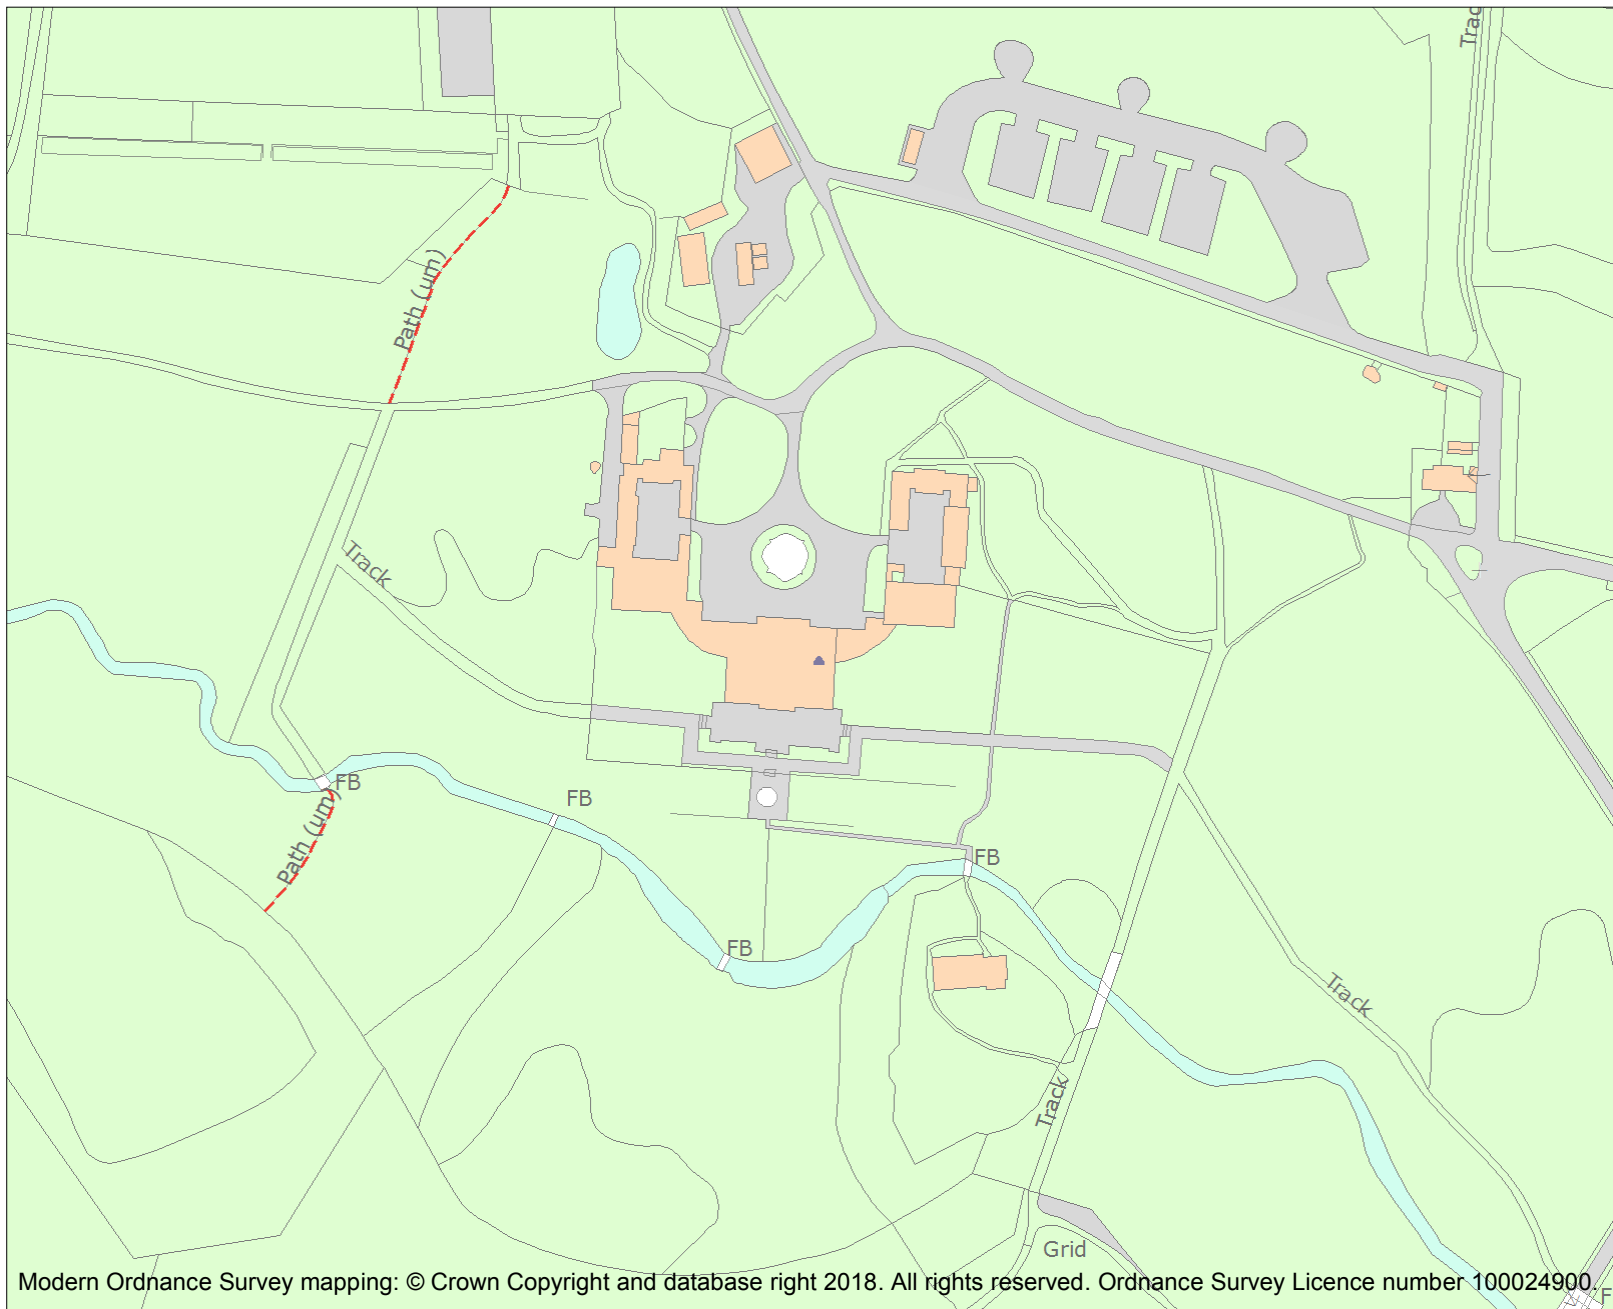 Trac
Path (um)
Track
FB
Path (um)
FB
FB
FB
Track
Track
Grid
Modern Ordnance Survey mapping: © Crown Copyright and database right 2018. All rights reserved. Ordnance Survey Licence number 100024900.
F